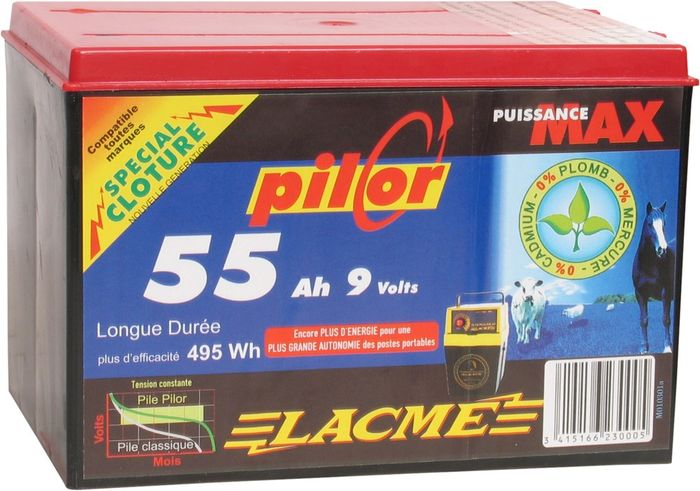 Compatible
toutes
marques
SPECIAL
CLOTURE
NOUVELLE GENERATION
pilor
PUISSANCE MAX
0% PLOMB - 0% MERCURE - 0% CADMIUM -
55 Ah 9 Volts
Longue Durée
plus d'efficacité 495 Wh
Encore PLUS D'ENERGIE pour une
PLUS GRANDE AUTONOMIE des postes portables
Tension constante
Volts
Pile Pilor
Pile classique
Mois
LACME
3 415166 230005
M010301a